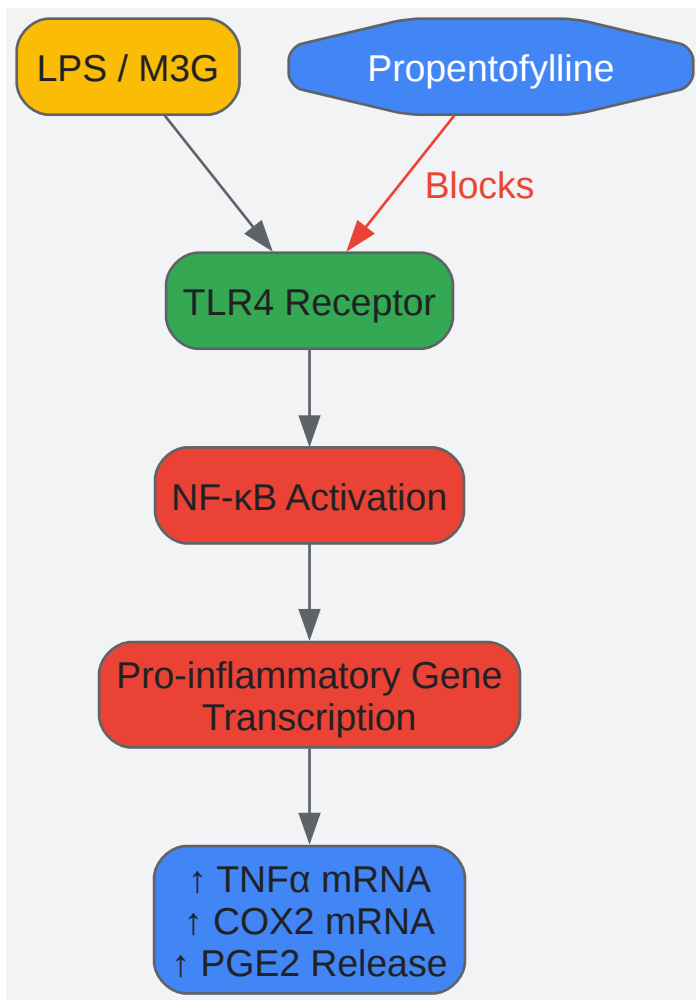 LPS / M3G
Propentofylline
Blocks
TLR4 Receptor
NF-κB Activation
Pro-inflammatory Gene
Transcription
↑ TNFα mRNA
↑ COX2 mRNA
↑ PGE2 Release